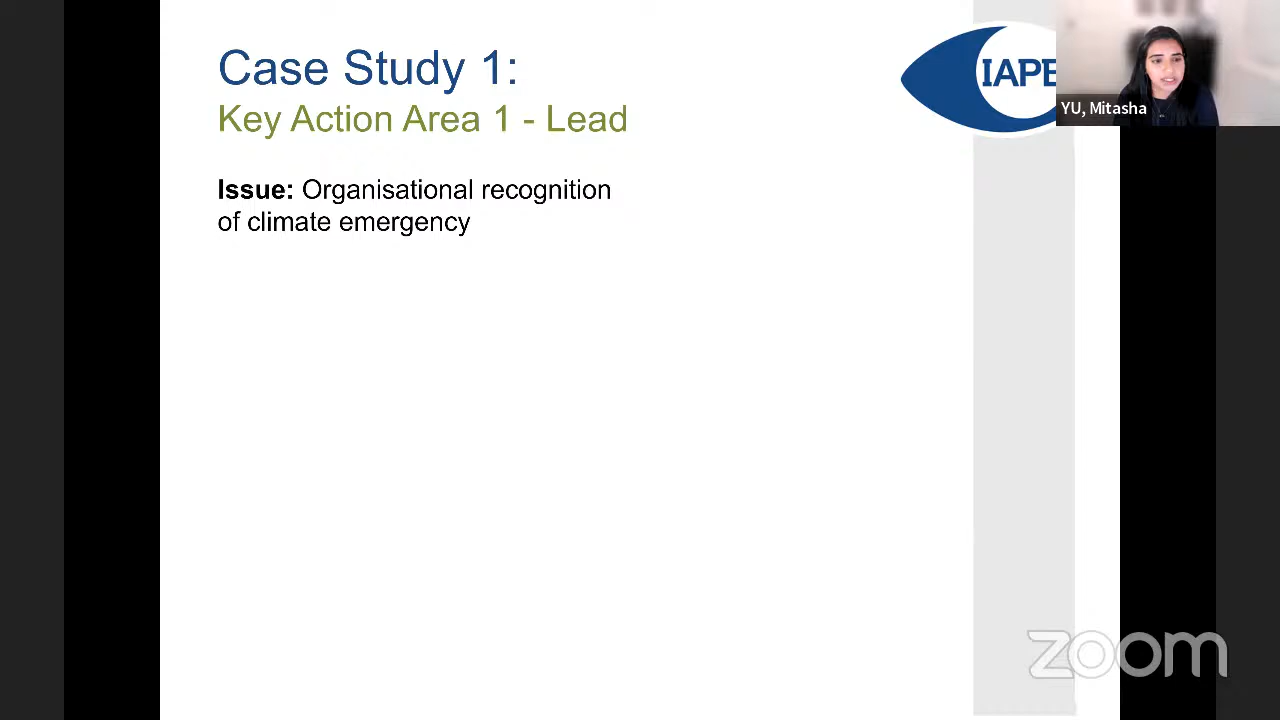 Case Study 1:
Key Action Area 1 - Lead
Issue: Organisational recognition
of climate emergency
IAPB
YU, Mitasha
zoom